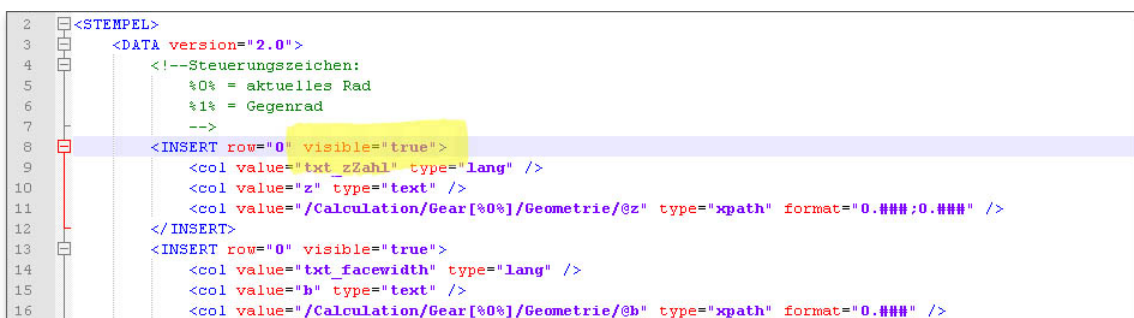 2 <STEMPEL>
3 <DATA version="2.0">
4 <!--Steuerungszeichen:
5 %0% = aktuelles Rad
6 %1% = Gegenrad
7 -->
8 <INSERT row="0" visible="true">
9 <col value="txt_zZahl" type="lang" />
10 <col value="z" type="text" />
11 <col value="/Calculation/Gear[%0%]/Geometrie/@z" type="xpath" format="0.###;0.###" />
12 </INSERT>
13 <INSERT row="0" visible="true">
14 <col value="txt_facewidth" type="lang" />
15 <col value="b" type="text" />
16 <col value="/Calculation/Gear[%0%]/Geometrie/@b" type="xpath" format="0.###" />